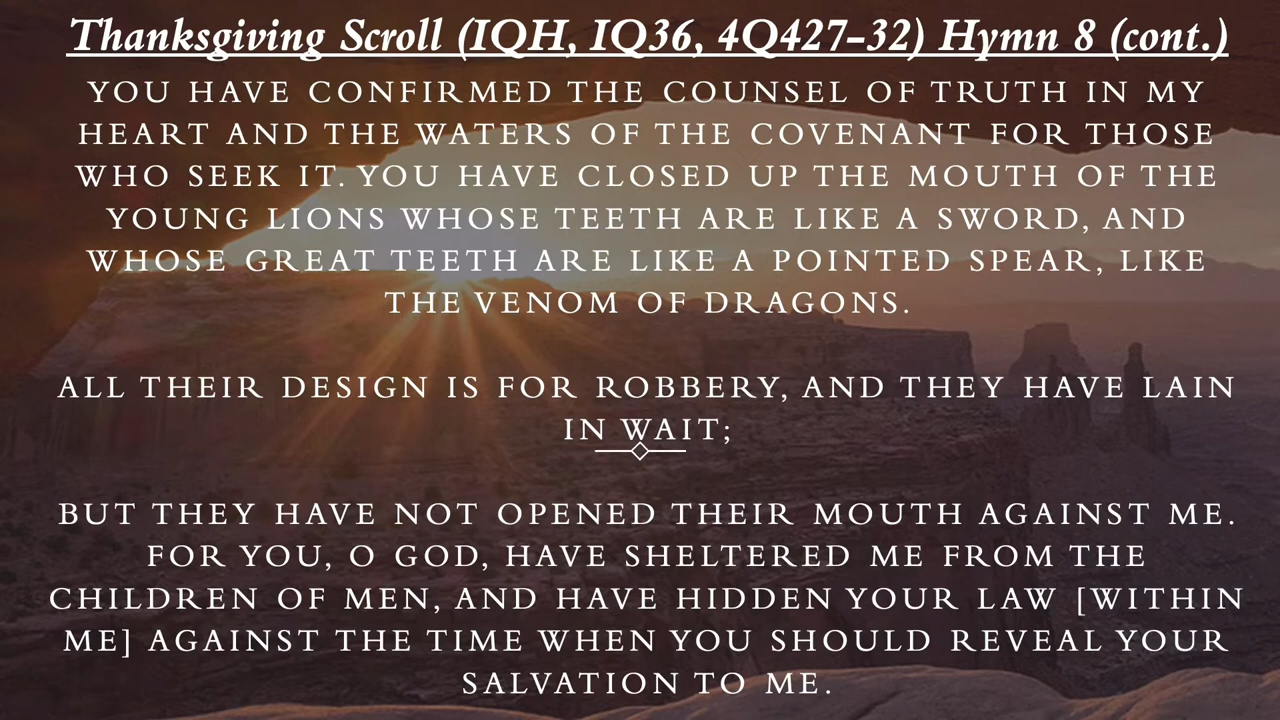 Thanksgiving Scroll (IQH, IQ36, 4Q427-32) Hymn 8 (cont.)
YOU HAVE CONFIRMED THE COUNSEL OF TRUTH IN MY
HEART AND THE WATERS OF THE COVENANT FOR THOSE
WHO SEEK IT. YOU HAVE CLOSED UP THE MOUTH OF THE
YOUNG LIONS WHOSE TEETH ARE LIKE A SWORD, AND
WHOSE GREAT TEETH ARE LIKE A POINTED SPEAR, LIKE
THE VENOM OF DRAGONS.
ALL THEIR DESIGN IS FOR ROBBERY, AND THEY HAVE LAIN
IN WAIT;
BUT THEY HAVE NOT OPENED THEIR MOUTH AGAINST ME.
FOR YOU, O GOD, HAVE SHELTERED ME FROM THE
CHILDREN OF MEN, AND HAVE HIDDEN YOUR LAW [WITHIN
ME] AGAINST THE TIME WHEN YOU SHOULD REVEAL YOUR
SALVATION TO ME.